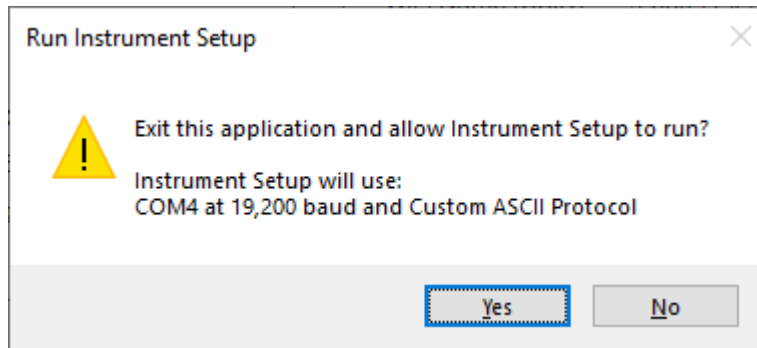 Run Instrument Setup
Exit this application and allow Instrument Setup to run?
Instrument Setup will use:
COM4 at 19,200 baud and Custom ASCII Protocol
Yes
No